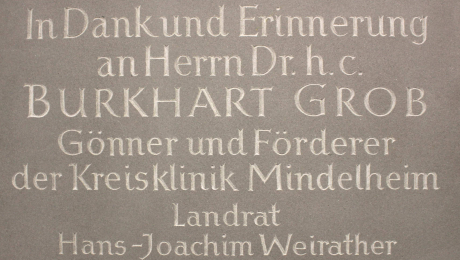 In Dank und Erinnerung
an Herrn Dr. h. c.
BURKHART GROB
Gönner und Förderer
der Kreisklinik Mindelheim
Landrat
Hans-Joachim Weirather